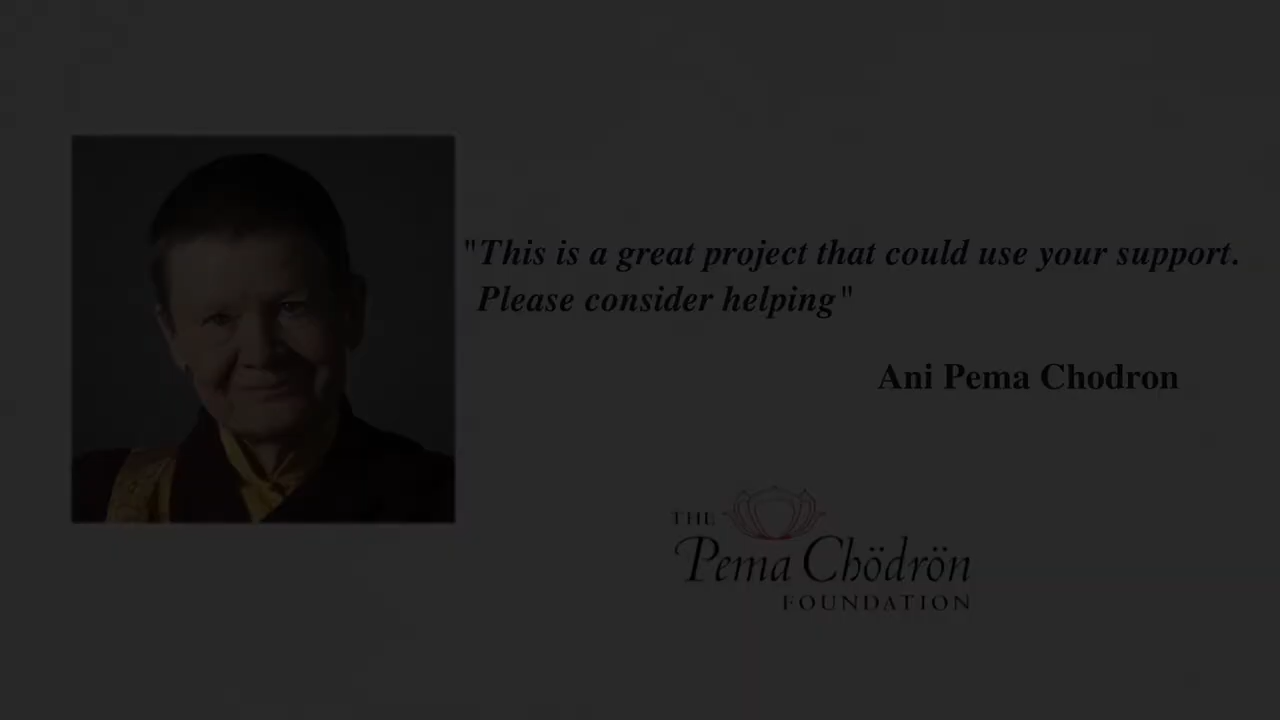 "This is a great project that could use your support.
Please consider helping"
Ani Pema Chodron
THE
Pema Chödrön
FOUNDATION